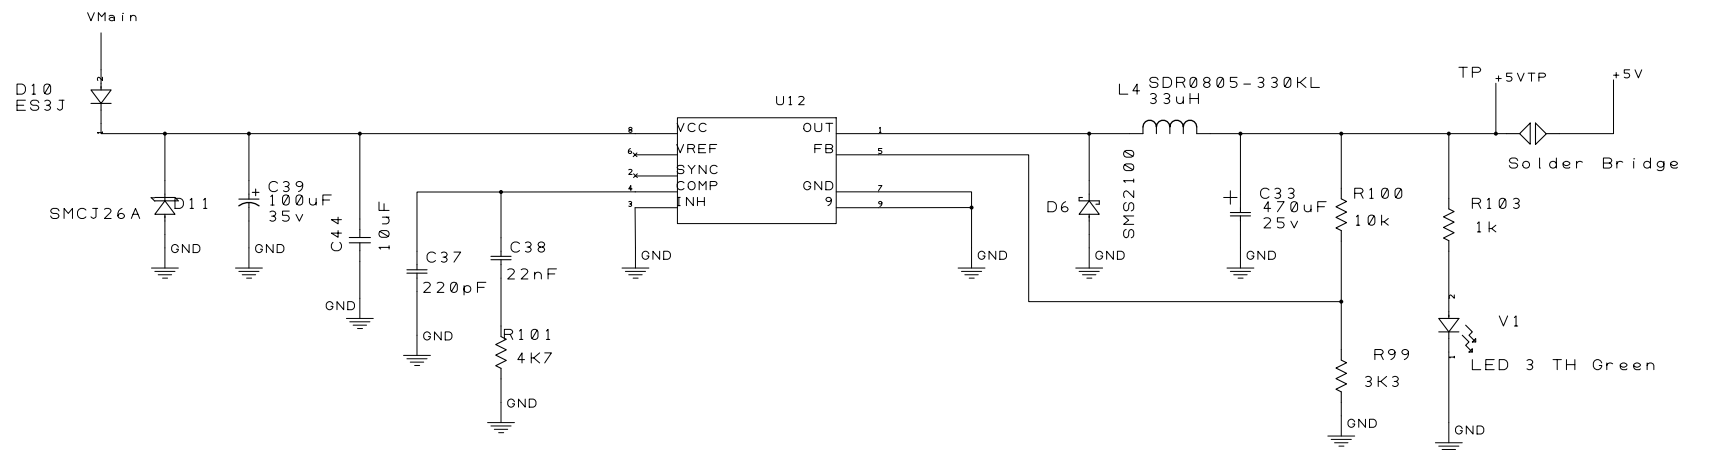 VMain
D10
ES3J
2
1
SMCJ26A
D11
GND
C39
100uF
35v
GND
C44
10uF
GND
C37
220pF
GND
C38
22nF
R101
4K7
GND
U12
8
VCC
6
VREF
2
SYNC
4
COMP
3
INH
GND
OUT
1
FB
5
GND
7
9
9
GND
D6
SMS2100
GND
L4
SDR0805-330KL
33uH
C33
470uF
25v
GND
R100
10k
R99
3K3
GND
R103
1k
2
V1
1
LED 3 TH Green
GND
TP
+5VTP
+5V
Solder Bridge